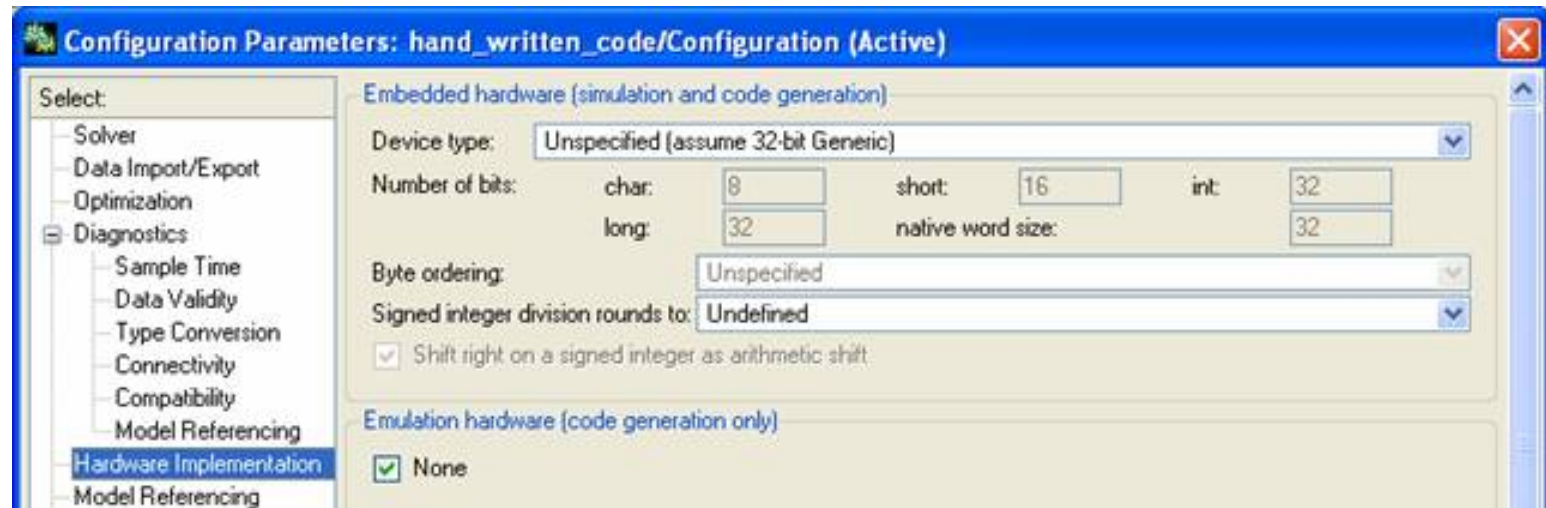 Configuration Parameters: hand_written_code/Configuration (Active)
Select:
Solver
Data Import/Export
Optimization
Diagnostics
Sample Time
Data Validity
Type Conversion
Connectivity
Compatibility
Model Referencing
Hardware Implementation
Model Referencing
Embedded hardware (simulation and code generation)
Device type: Unspecified (assume 32-bit Generic)
Number of bits: char: 8 short: 16 int: 32
long: 32 native word size: 32
Byte ordering: Unspecified
Signed integer division rounds to: Undefined
Shift right on a signed integer as arithmetic shift
Emulation hardware (code generation only)
None